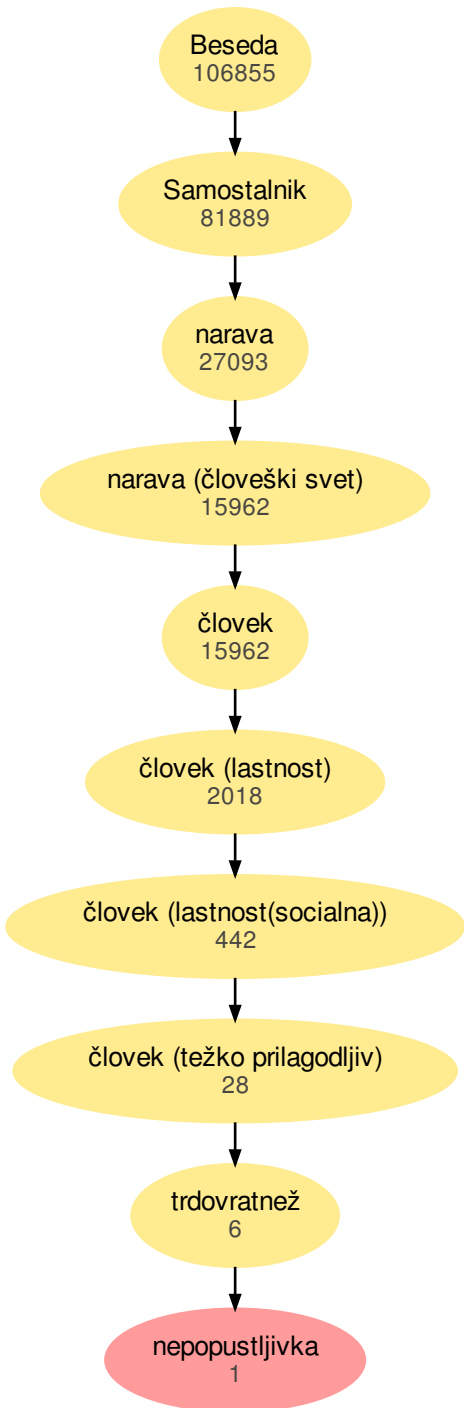 Beseda
106855
Samostalnik
81889
narava
27093
narava (človeški svet)
15962
človek
15962
človek (lastnost)
2018
človek (lastnost(socialna))
442
človek (težko prilagodljiv)
28
trdovratnež
6
nepopustljivka
1